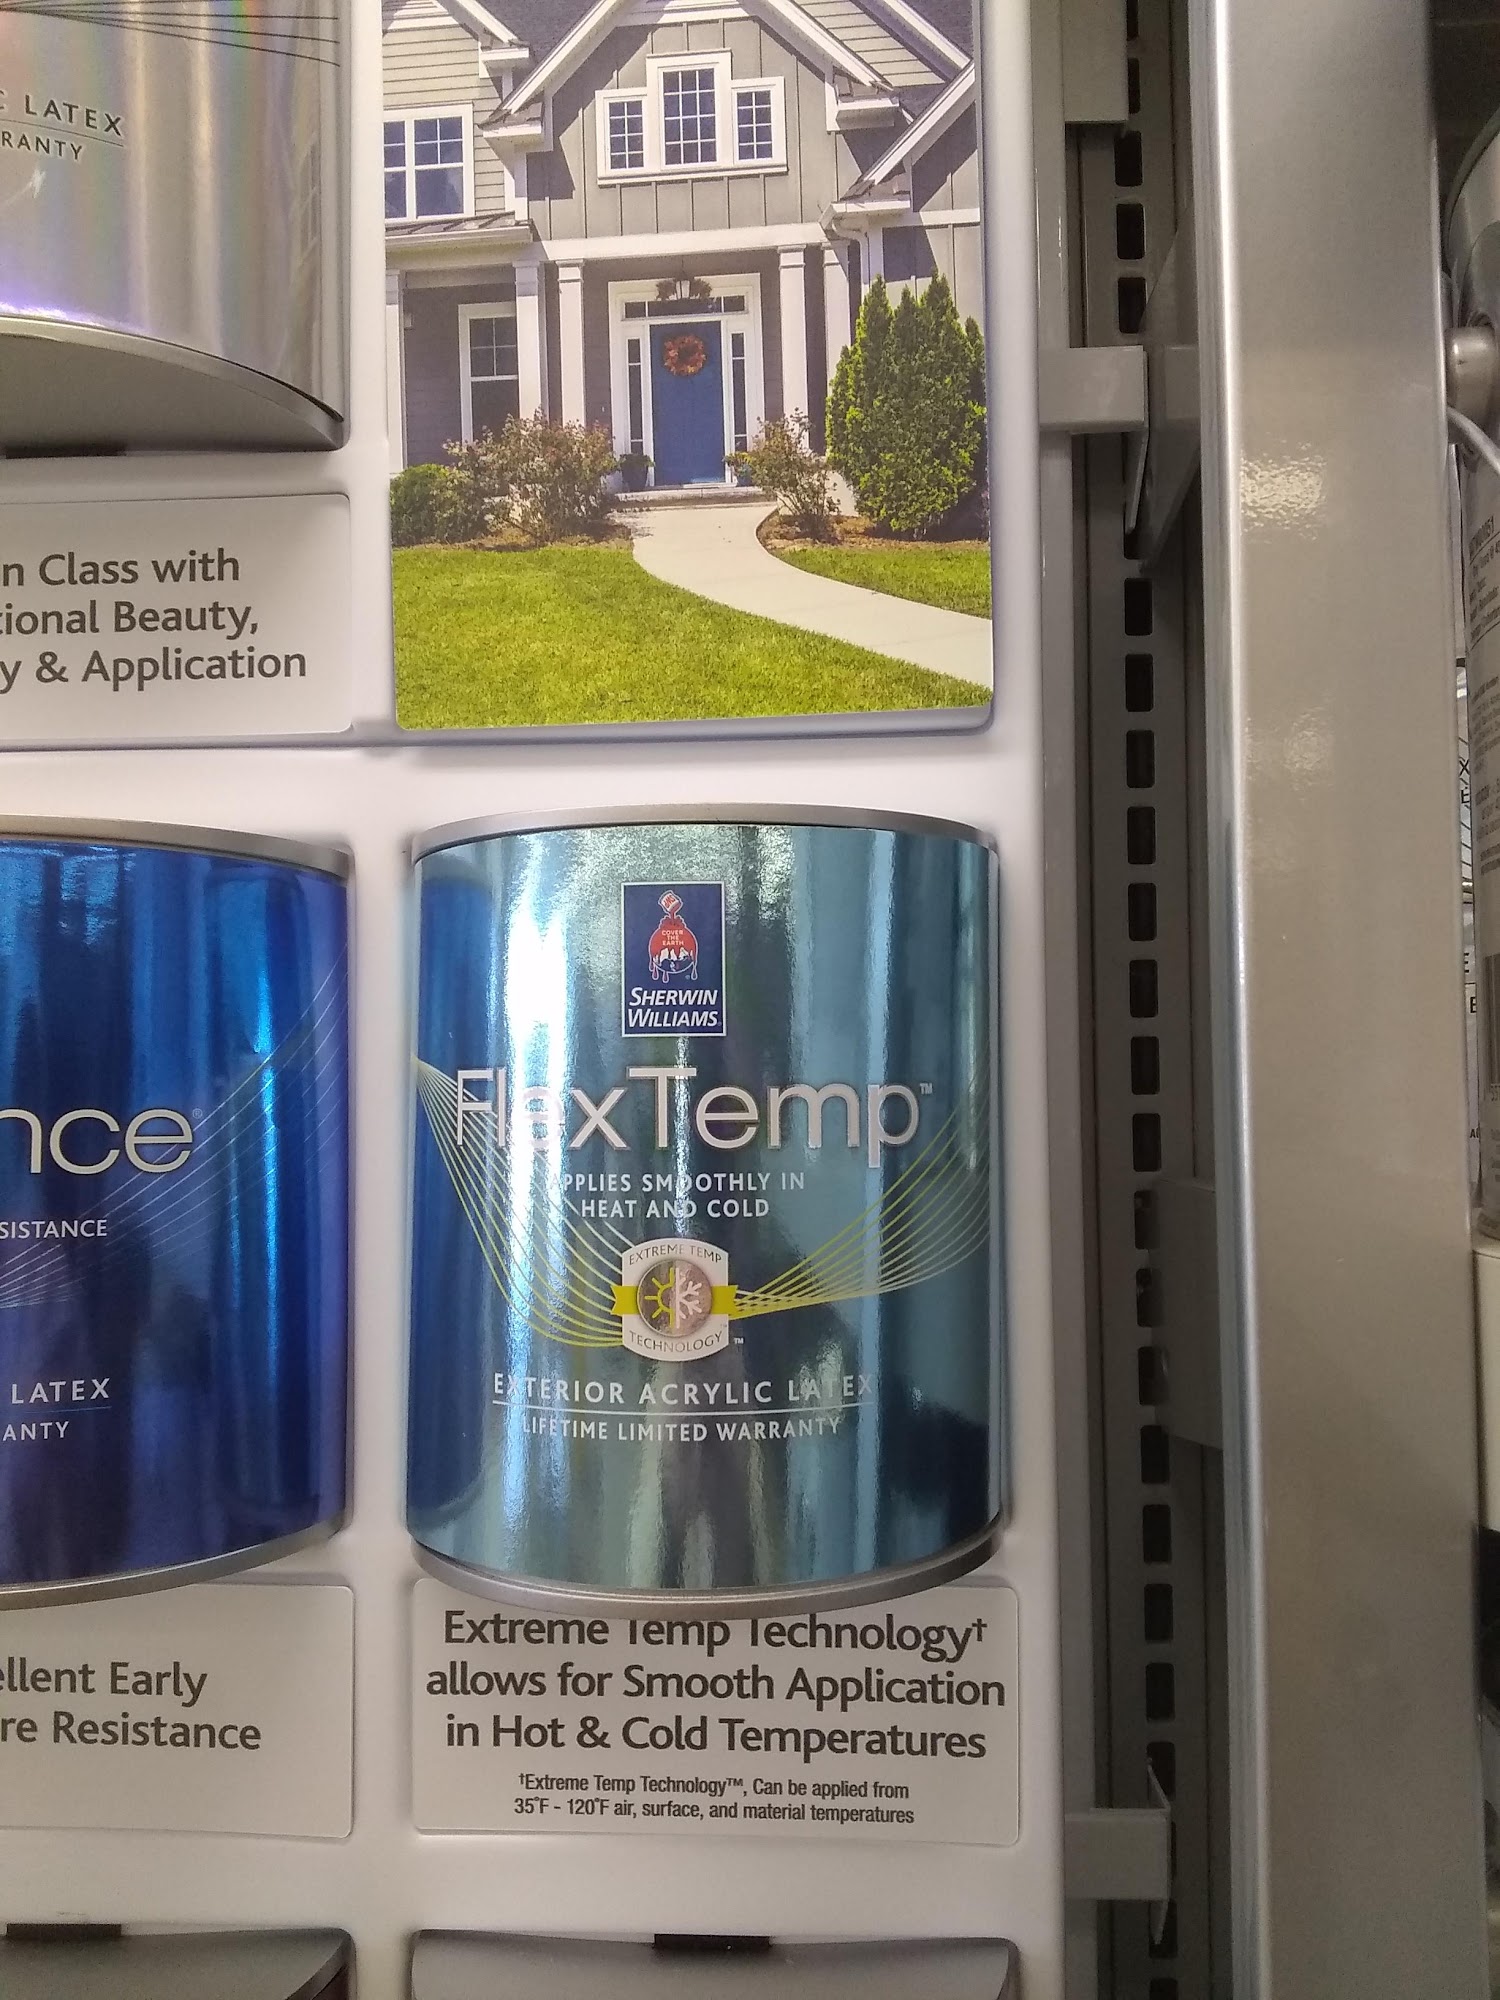 C LATEX
RANTY
n Class with
tional Beauty,
y & Application
nce®
SISTANCE
LATEX
ANTY
ellent Early
re Resistance
COVER
THE
EARTH
SHERWIN
WILLIAMS
FlexTemp™
APPLIES SMOOTHLY IN
HEAT AND COLD
EXTREME TEMP
TECHNOLOGY™
EXTERIOR ACRYLIC LATEX
LIFETIME LIMITED WARRANTY
Extreme Temp Technology†
allows for Smooth Application
in Hot & Cold Temperatures
†Extreme Temp Technology™, Can be applied from
35°F - 120°F air, surface, and material temperatures